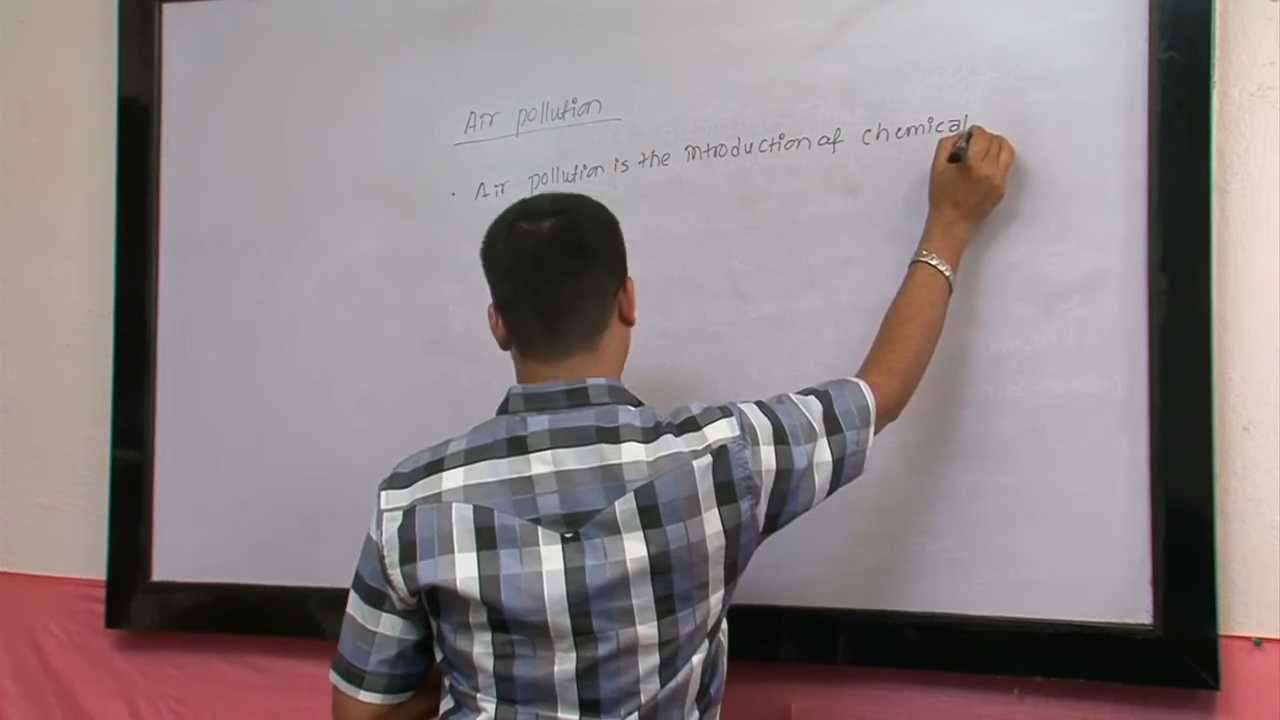 Air pollution
· Air pollution is the introduction of chemical